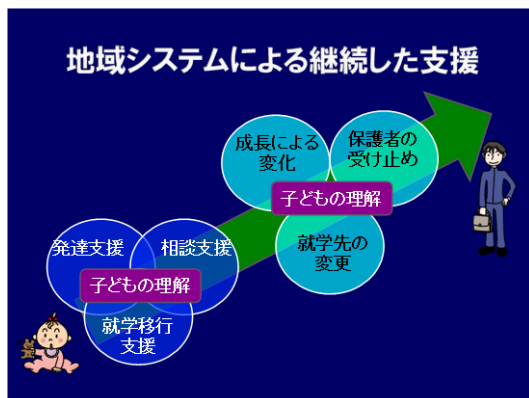 地域システムによる継続した支援
成長による
変化
保護者の
受け止め
子どもの理解
就学先の
変更
発達支援
相談支援
子どもの理解
就学移行
支援